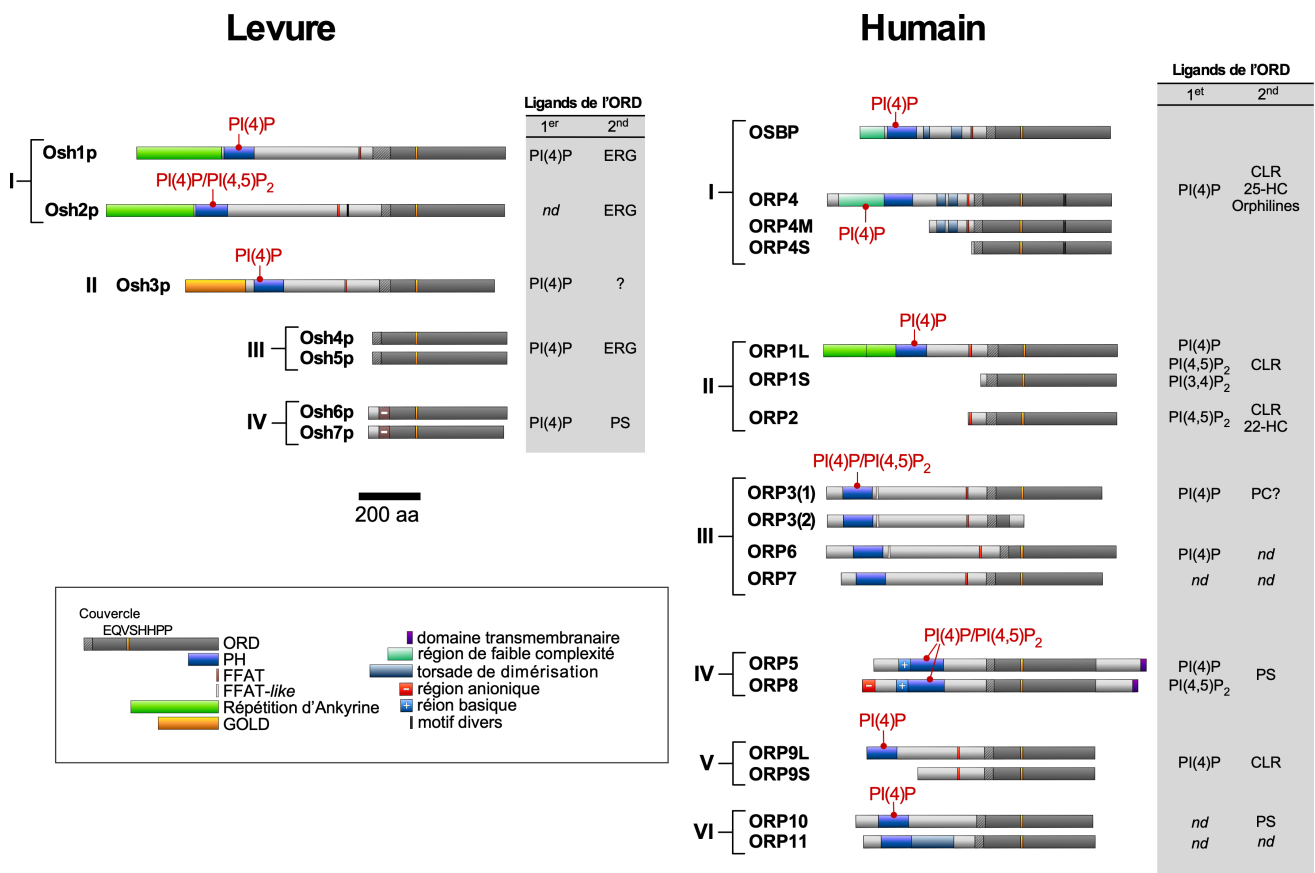 Levure
Ligands de l’ORD
1er 2nd
PI(4)P
I Osh1p PI(4)P ERG
PI(4)P/PI(4,5)P2
Osh2p nd ERG
PI(4)P
II Osh3p PI(4)P ?
III Osh4p
Osh5p
PI(4)P ERG
IV Osh6p
Osh7p
PI(4)P PS
200 aa
Couvercle
EQVSHHPP
ORD
PH
FFAT
FFAT-like
Répétition d’Ankyrine
GOLD
domaine transmembranaire
région de faible complexité
torsade de dimérisation
− région anionique
+ réion basique
motif divers
Humain
Ligands de l’ORD
1et 2nd
PI(4)P
OSBP
I
ORP4
PI(4)P
ORP4M
ORP4S
PI(4)P
CLR
25-HC
Orphilines
PI(4)P
II
ORP1L
ORP1S
PI(4)P
PI(4,5)P2
PI(3,4)P2
CLR
ORP2
PI(4,5)P2
CLR
22-HC
PI(4)P/PI(4,5)P2
III
ORP3(1) PI(4)P PC?
ORP3(2)
ORP6 PI(4)P nd
ORP7 nd nd
PI(4)P/PI(4,5)P2
IV
ORP5 +
ORP8 − +
PI(4)P
PI(4,5)P2
PS
PI(4)P
V
ORP9L
ORP9S
PI(4)P CLR
PI(4)P
VI
ORP10 nd PS
ORP11 nd nd